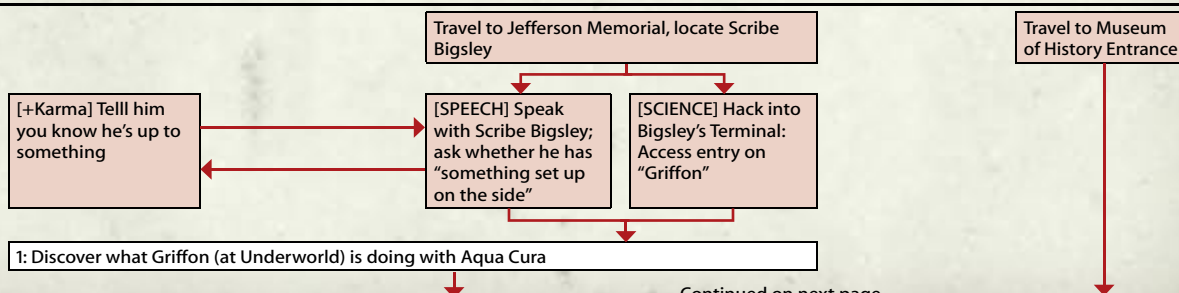 Travel to Jefferson Memorial, locate Scribe
Bigsley
Travel to Museum
of History Entrance
[+Karma] Telll him
you know he's up to
something
[SPEECH] Speak
with Scribe Bigsley;
ask whether he has
"something set up
on the side"
[SCIENCE] Hack into
Bigsley's Terminal:
Access entry on
"Griffon"
1: Discover what Griffon (at Underworld) is doing with Aqua Cura
Continued on next page